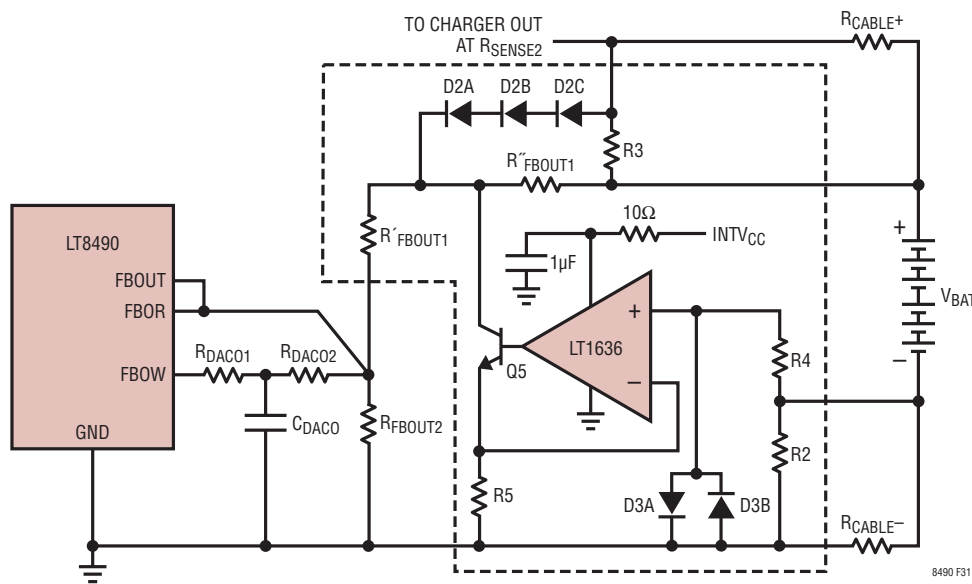 TO CHARGER OUT
AT RSENSE2
RCABLE+
D2A
D2B
D2C
R3
R˝FBOUT1
R´FBOUT1
10Ω
INTVCC
1µF
LT8490
FBOUT
FBOR
FBOW
GND
RDACO1
RDACO2
CDACO
RFBOUT2
+
–
LT1636
Q5
R5
R4
R2
D3A
D3B
+
VBAT
–
RCABLE–
8490 F31